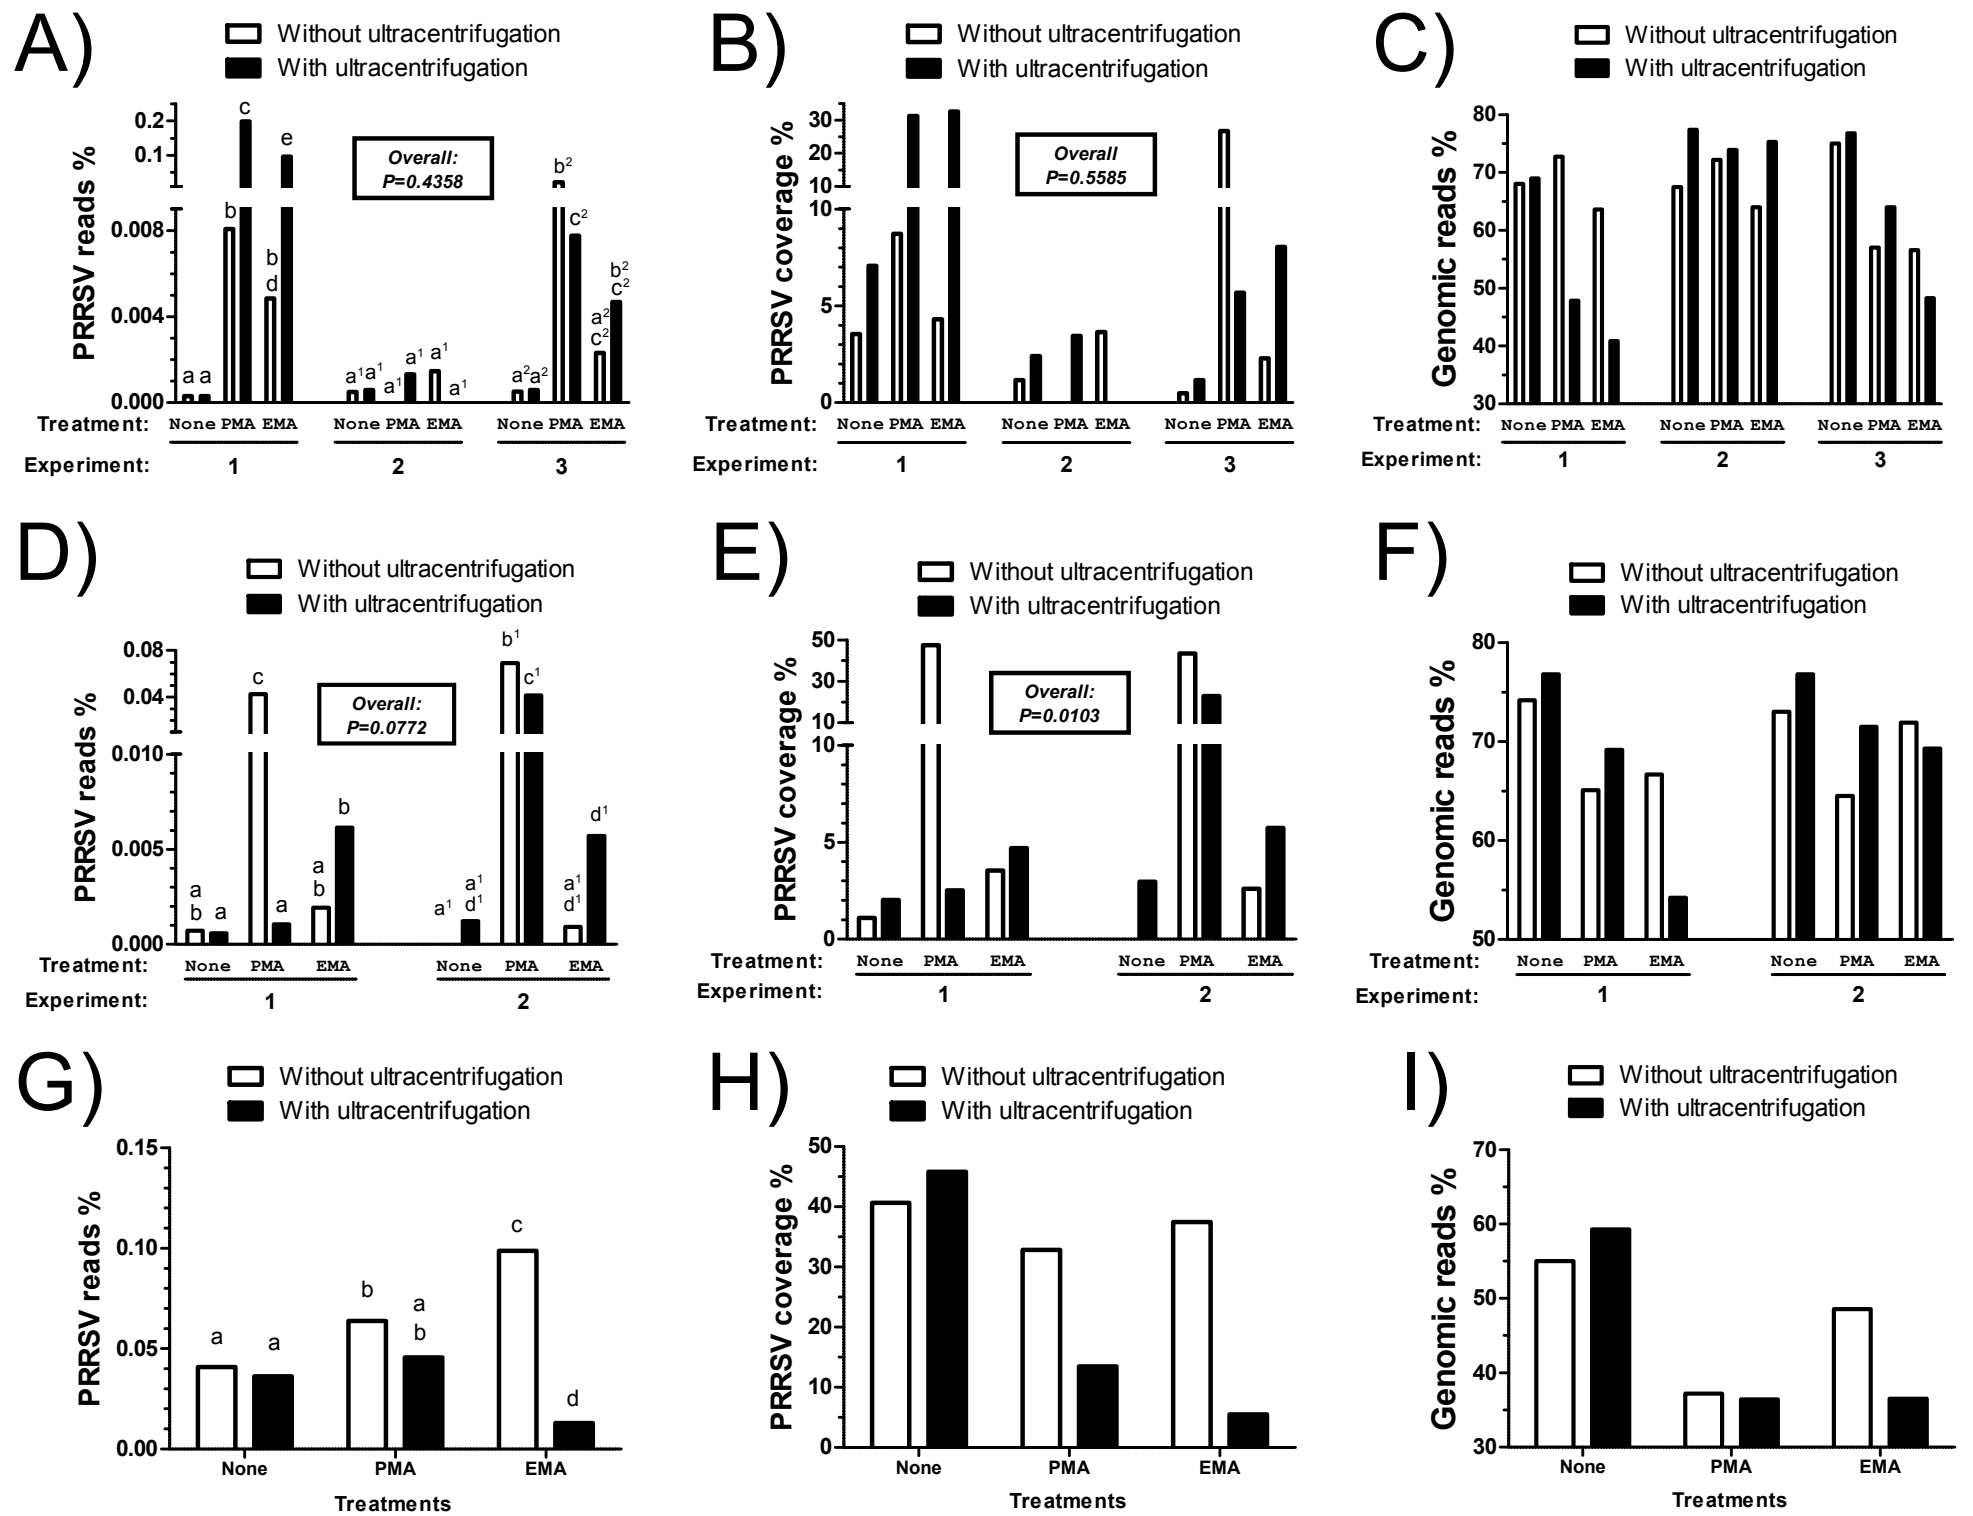 A)
Without ultracentrifugation
With ultracentrifugation
PRRSV reads %
0.2
0.1
0.008
0.004
0.000
a a b c b d e
a¹ a¹ a¹ a¹ a¹ a¹
a² a² b² c² a² c² b² c²
Overall:
P=0.4358
Treatment: None PMA EMA None PMA EMA None PMA EMA
Experiment: 1 2 3
B)
Without ultracentrifugation
With ultracentrifugation
PRRSV coverage %
30
20
10
10
5
0
Overall
P=0.5585
Treatment: None PMA EMA None PMA EMA None PMA EMA
Experiment: 1 2 3
C)
Without ultracentrifugation
With ultracentrifugation
Genomic reads %
80
70
60
50
40
30
Treatment: None PMA EMA None PMA EMA None PMA EMA
Experiment: 1 2 3
D)
Without ultracentrifugation
With ultracentrifugation
PRRSV reads %
0.08
0.04
0.010
0.005
0.000
a b a c a a b b
a¹ a¹ d¹ b¹ c¹ a¹ d¹ d¹
Overall:
P=0.0772
Treatment: None PMA EMA None PMA EMA
Experiment: 1 2
E)
Without ultracentrifugation
With ultracentrifugation
PRRSV coverage %
50
30
10
10
5
0
Overall:
P=0.0103
Treatment: None PMA EMA None PMA EMA
Experiment: 1 2
F)
Without ultracentrifugation
With ultracentrifugation
Genomic reads %
80
70
60
50
Treatment: None PMA EMA None PMA EMA
Experiment: 1 2
G)
Without ultracentrifugation
With ultracentrifugation
PRRSV reads %
0.15
0.10
0.05
0.00
a a b a b c d
None PMA EMA
Treatments
H)
Without ultracentrifugation
With ultracentrifugation
PRRSV coverage %
50
40
30
20
10
0
None PMA EMA
Treatments
I)
Without ultracentrifugation
With ultracentrifugation
Genomic reads %
70
60
50
40
30
None PMA EMA
Treatments